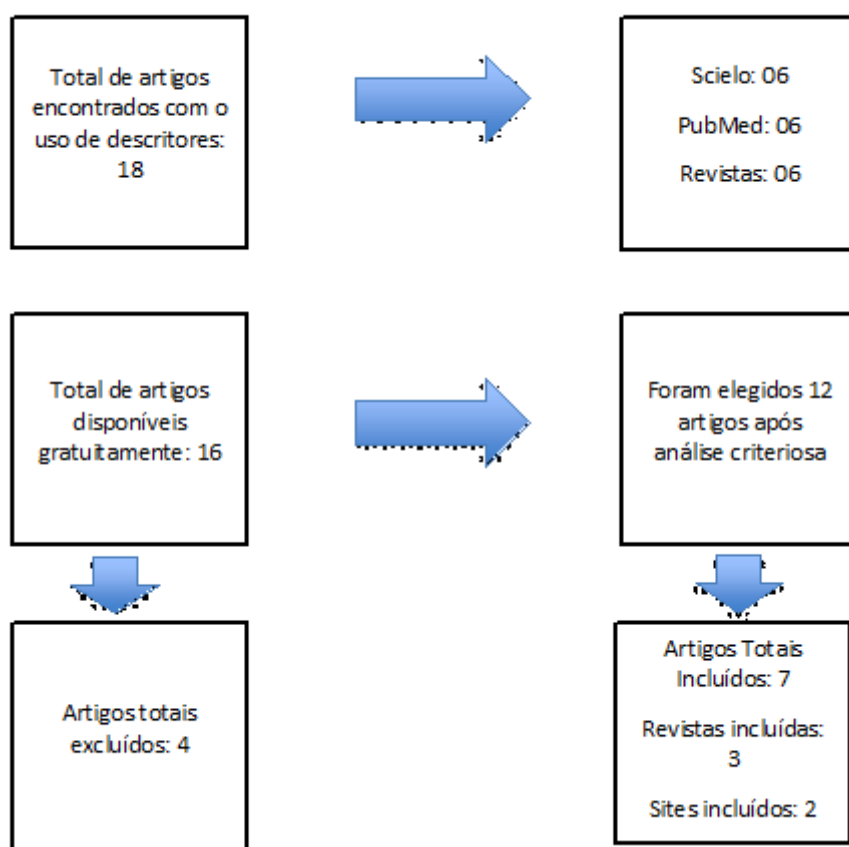 Total de artigos
encontrados com o
uso de descritores:
18
Scielo: 06
PubMed: 06
Revistas: 06
Total de artigos
disponíveis
gratuitamente: 16
Foram elegidos 12
artigos após
análise criteriosa
Artigos totais
excluídos: 4
Artigos Totais
Incluídos: 7
Revistas incluídas:
3
Sites incluídos: 2